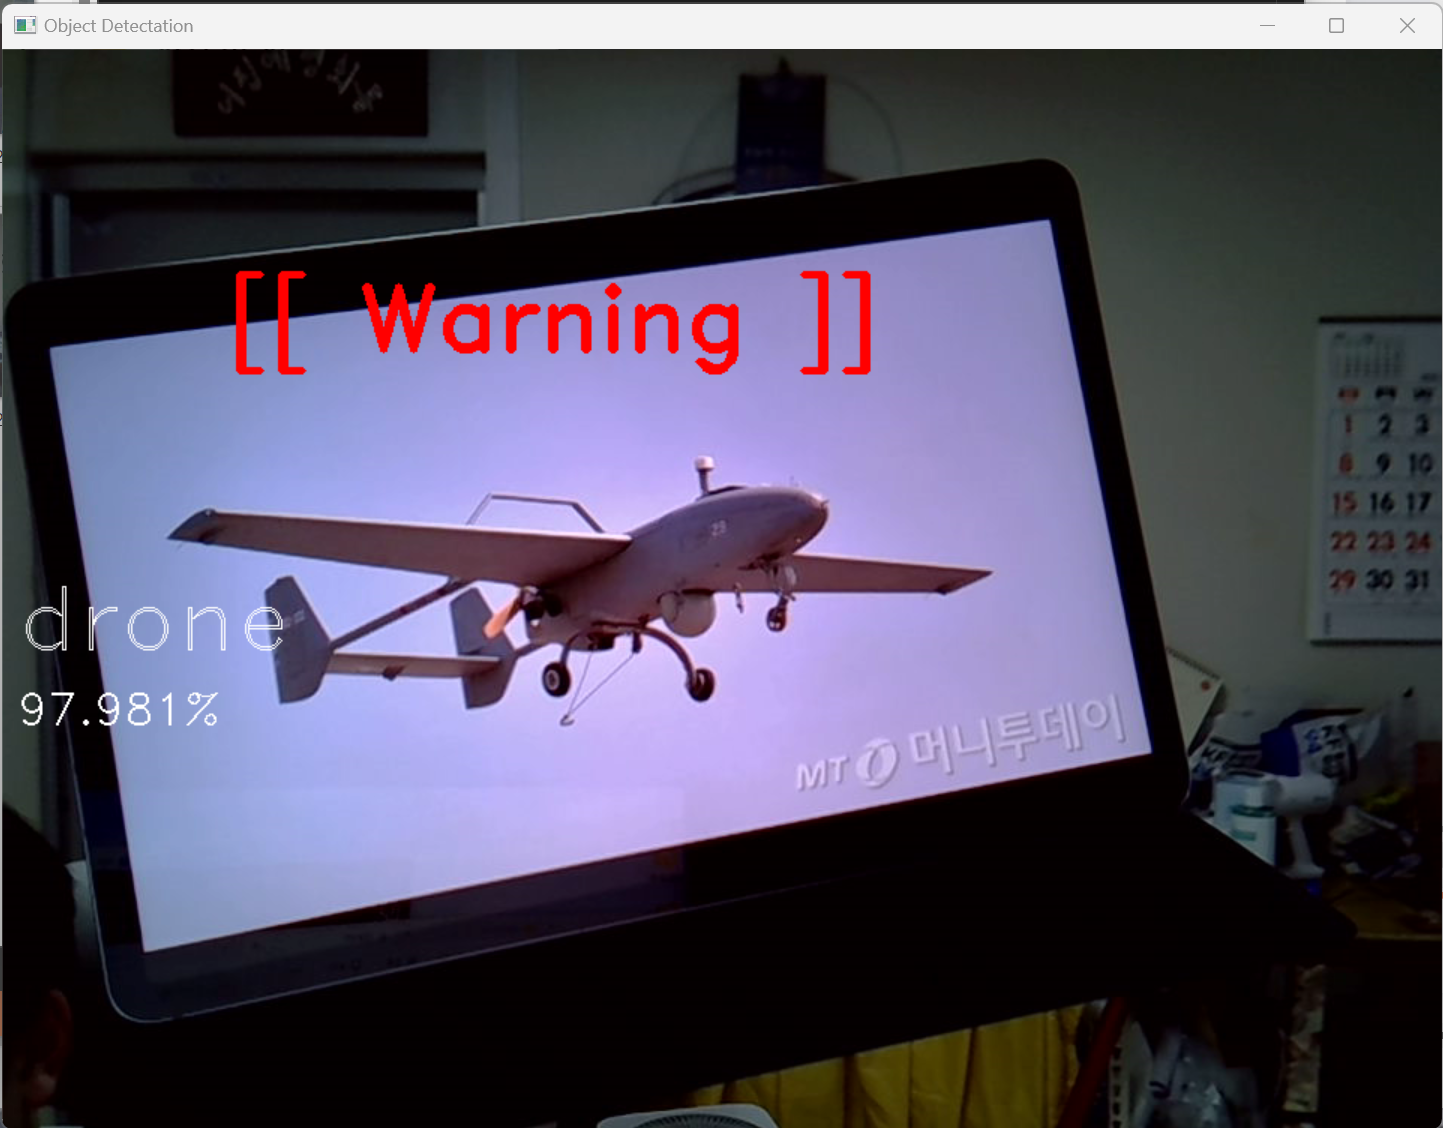 Object Detectation
[[ Warning ]]
29
drone
97.981%
MT 머니투데이
1 2 3
8 9 10
15 16 17
22 23 24
29 30 31